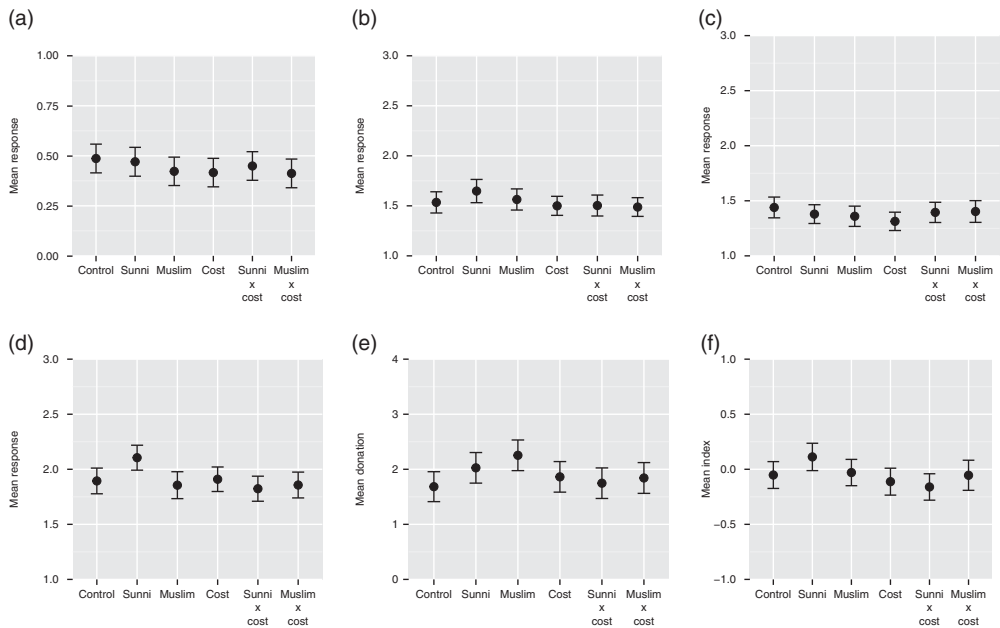 (a)
1.00
0.75
0.50
0.25
0.00
Mean response
Control Sunni Muslim Cost Sunni x cost Muslim x cost
(b)
3.0
2.5
2.0
1.5
1.0
Mean response
Control Sunni Muslim Cost Sunni x cost Muslim x cost
(c)
3.0
2.5
2.0
1.5
1.0
Mean response
Control Sunni Muslim Cost Sunni x cost Muslim x cost
(d)
3.0
2.5
2.0
1.5
1.0
Mean response
Control Sunni Muslim Cost Sunni x cost Muslim x cost
(e)
4
3
2
1
0
Mean donation
Control Sunni Muslim Cost Sunni x cost Muslim x cost
(f)
1.0
0.5
0.0
−0.5
−1.0
Mean index
Control Sunni Muslim Cost Sunni x cost Muslim x cost